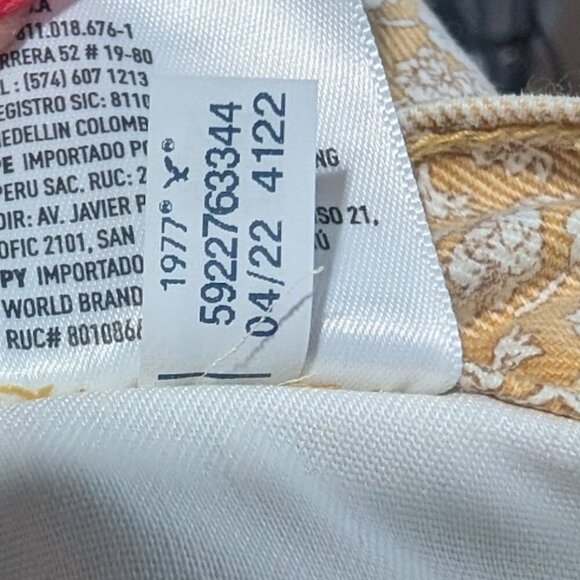 .A
811.018.676-1
RRERA 52 # 19-80
L : (574) 607 1213
EGISTRO SIC: 8110
MEDELLIN COLOMB
PE IMPORTADO P
NG
PERU SAC. RUC: 2
DIR: AV. JAVIER P
SO 21,
OFIC 2101, SAN
Ú
PY IMPORTADO
WORLD BRAND
RUC# 8010866
1977®
5922763344
04/22 4122